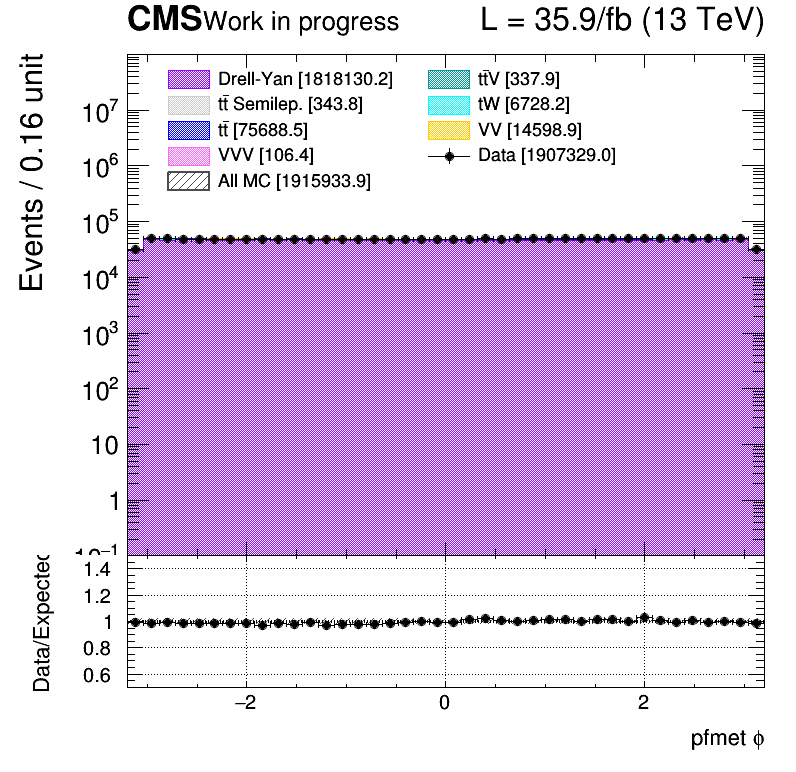 CMS Work in progress L = 35.9/fb (13 TeV)
Events / 0.16 unit
Drell-Yan [1818130.2]
tt̄ Semilep. [343.8]
tt̄ [75688.5]
VVV [106.4]
All MC [1915933.9]
tt̄V [337.9]
tW [6728.2]
VV [14598.9]
Data [1907329.0]
10⁷
10⁶
10⁵
10⁴
10³
10²
10
1
10⁻¹
Data/Expected
1.4
1.2
1
0.8
0.6
−2 0 2
pfmet ϕ